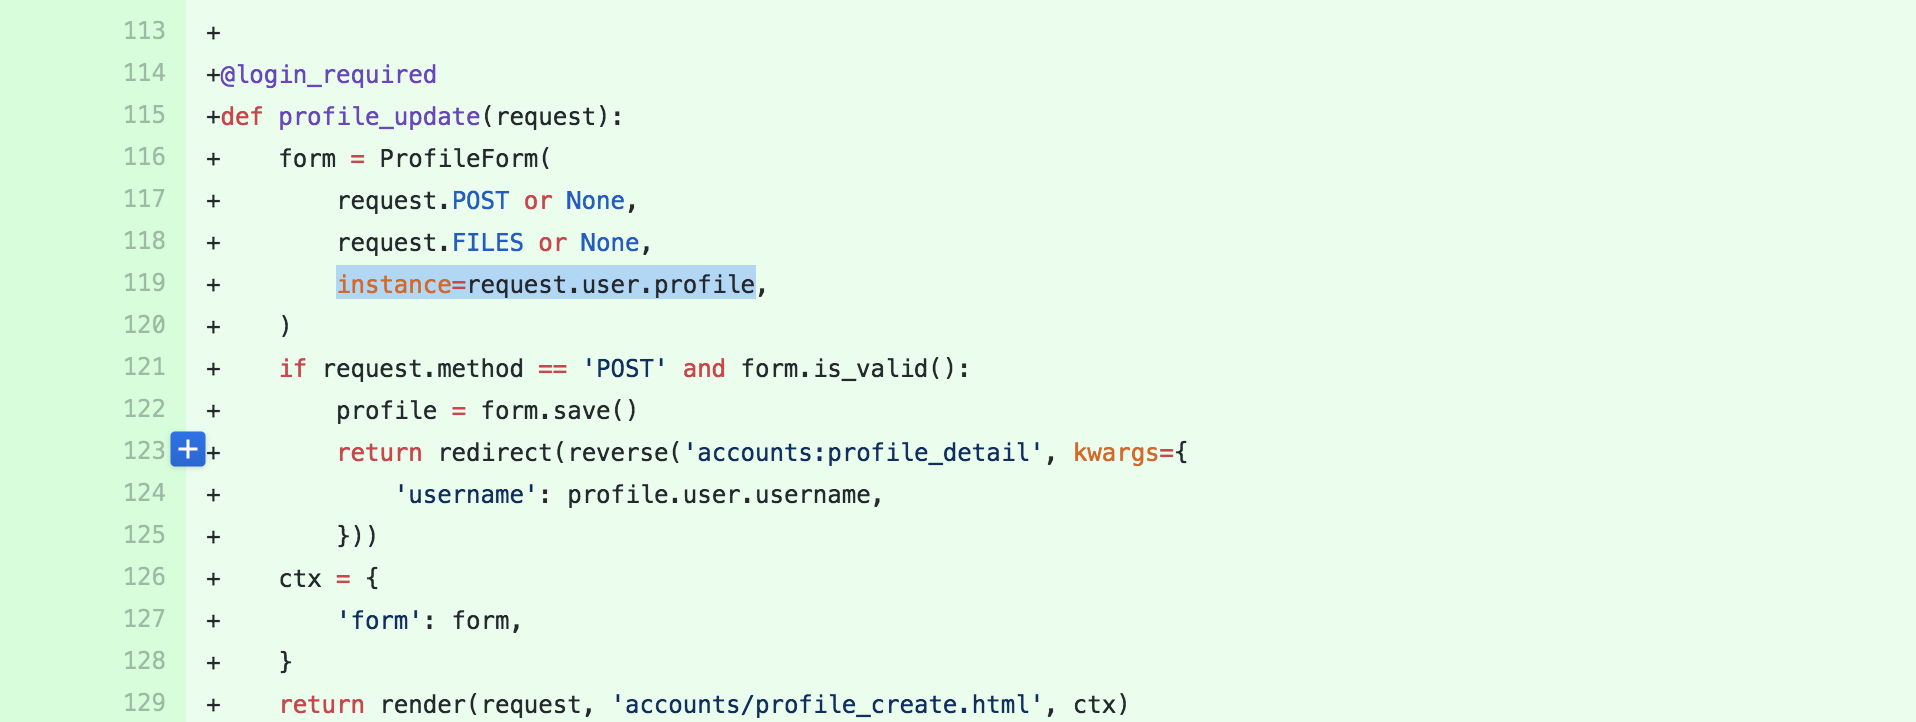 113 +
114 +@login_required
115 +def profile_update(request):
116 +    form = ProfileForm(
117 +        request.POST or None,
118 +        request.FILES or None,
119 +        instance=request.user.profile,
120 +    )
121 +    if request.method == 'POST' and form.is_valid():
122 +        profile = form.save()
123 + +        return redirect(reverse('accounts:profile_detail', kwargs={
124 +            'username': profile.user.username,
125 +        }))
126 +    ctx = {
127 +        'form': form,
128 +    }
129 +    return render(request, 'accounts/profile_create.html', ctx)